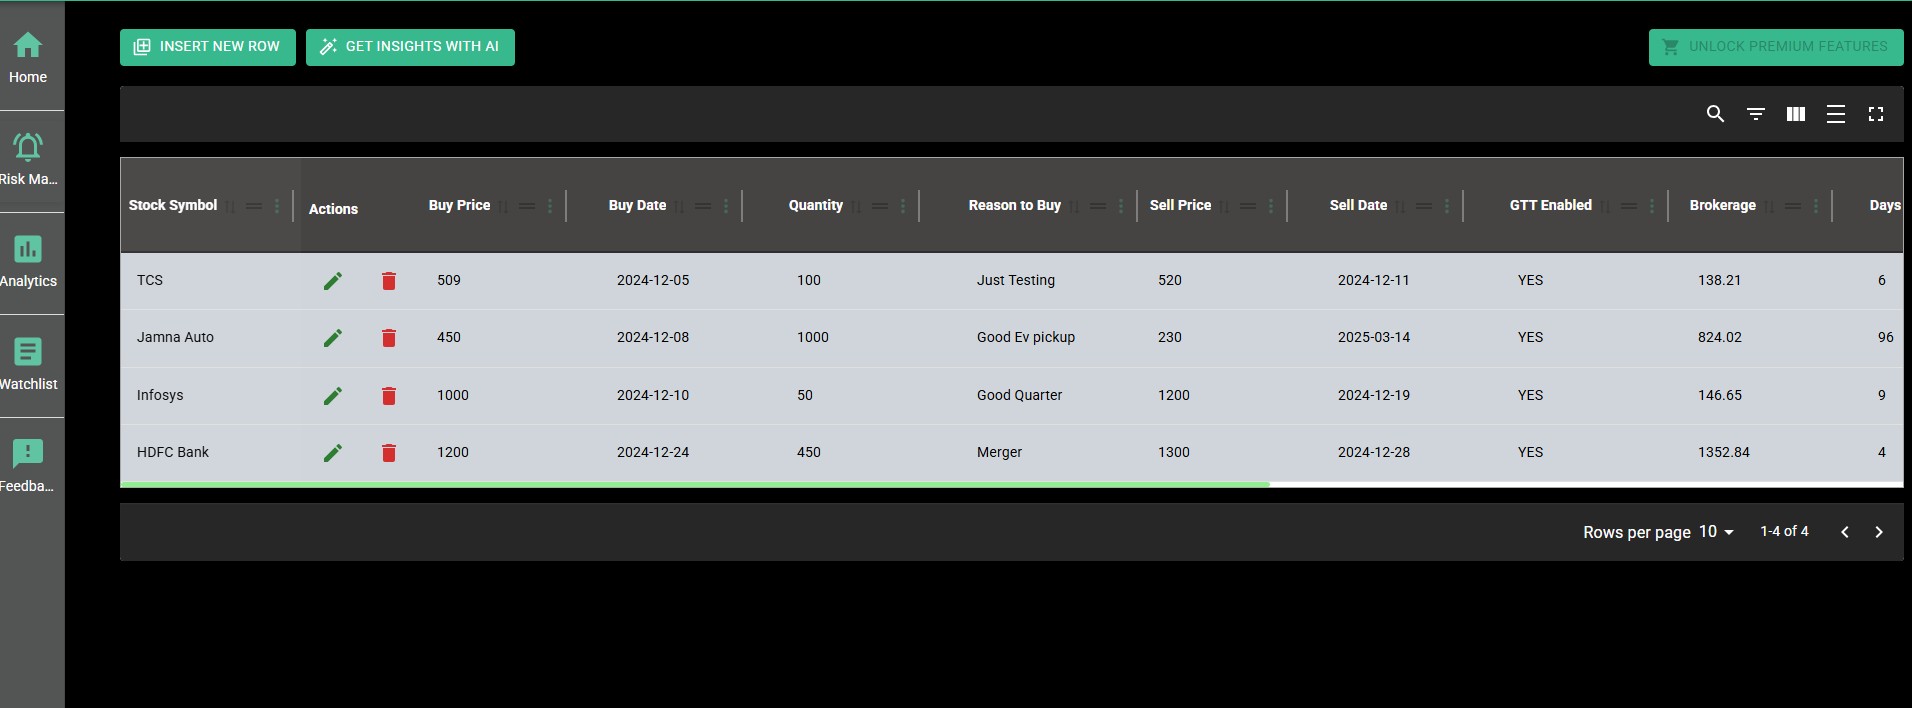 Home
Risk Ma...
Analytics
Watchlist
Feedba...
INSERT NEW ROW GET INSIGHTS WITH AI UNLOCK PREMIUM FEATURES
Stock Symbol Actions Buy Price Buy Date Quantity Reason to Buy Sell Price Sell Date GTT Enabled Brokerage Days
TCS 509 2024-12-05 100 Just Testing 520 2024-12-11 YES 138.21 6
Jamna Auto 450 2024-12-08 1000 Good Ev pickup 230 2025-03-14 YES 824.02 96
Infosys 1000 2024-12-10 50 Good Quarter 1200 2024-12-19 YES 146.65 9
HDFC Bank 1200 2024-12-24 450 Merger 1300 2024-12-28 YES 1352.84 4
Rows per page 10 1-4 of 4